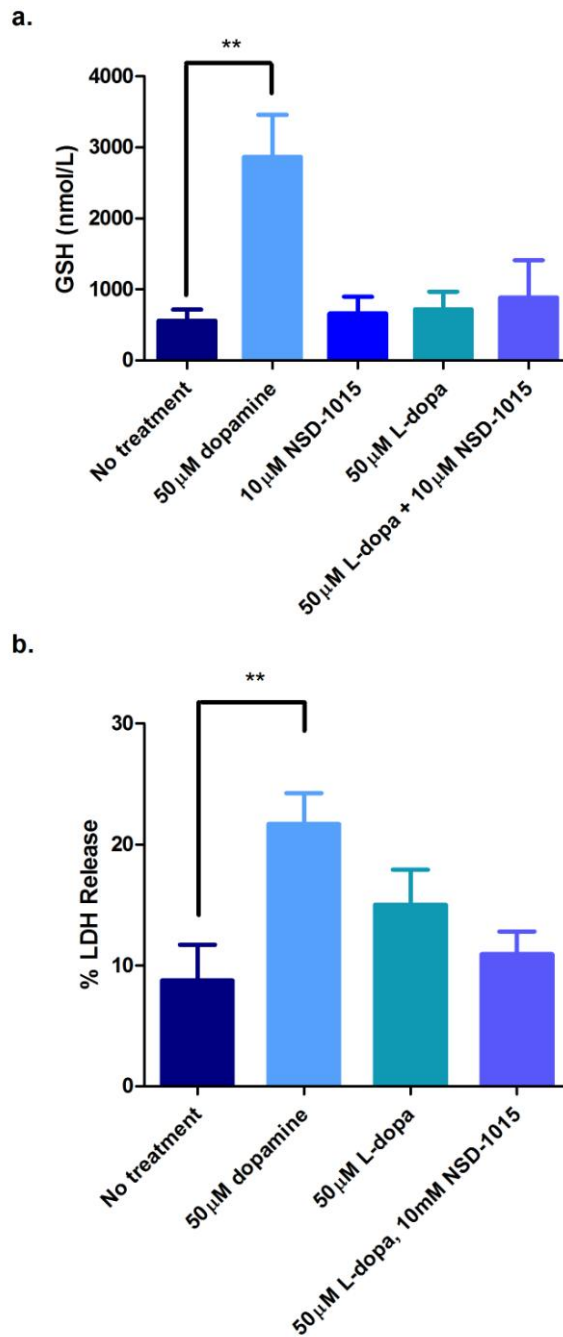 a.
**
4000
3000
2000
1000
0
GSH (nmol/L)
No treatment
50μM dopamine
10μM NSD-1015
50μM L-dopa
50μM L-dopa + 10μM NSD-1015
b.
**
30
20
10
0
% LDH Release
No treatment
50μM dopamine
50μM L-dopa
50μM L-dopa, 10mM NSD-1015